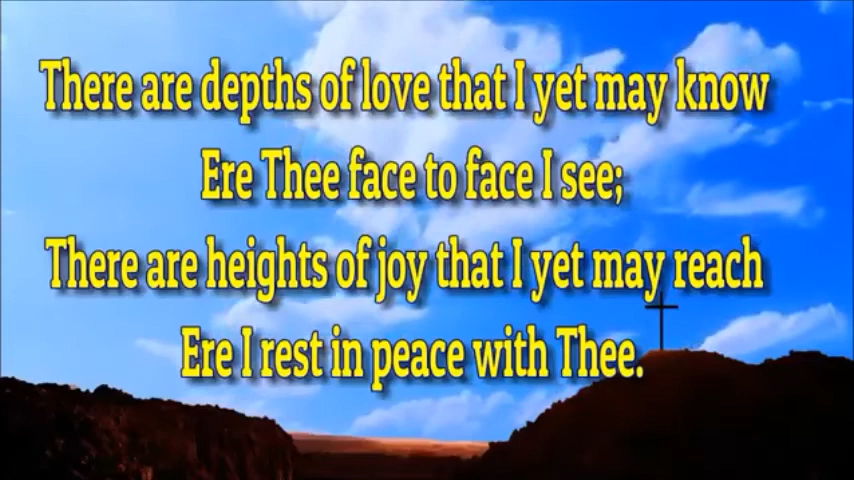 There are depths of love that I yet may know
Ere Thee face to face I see;
There are heights of joy that I yet may reach
Ere I rest in peace with Thee.